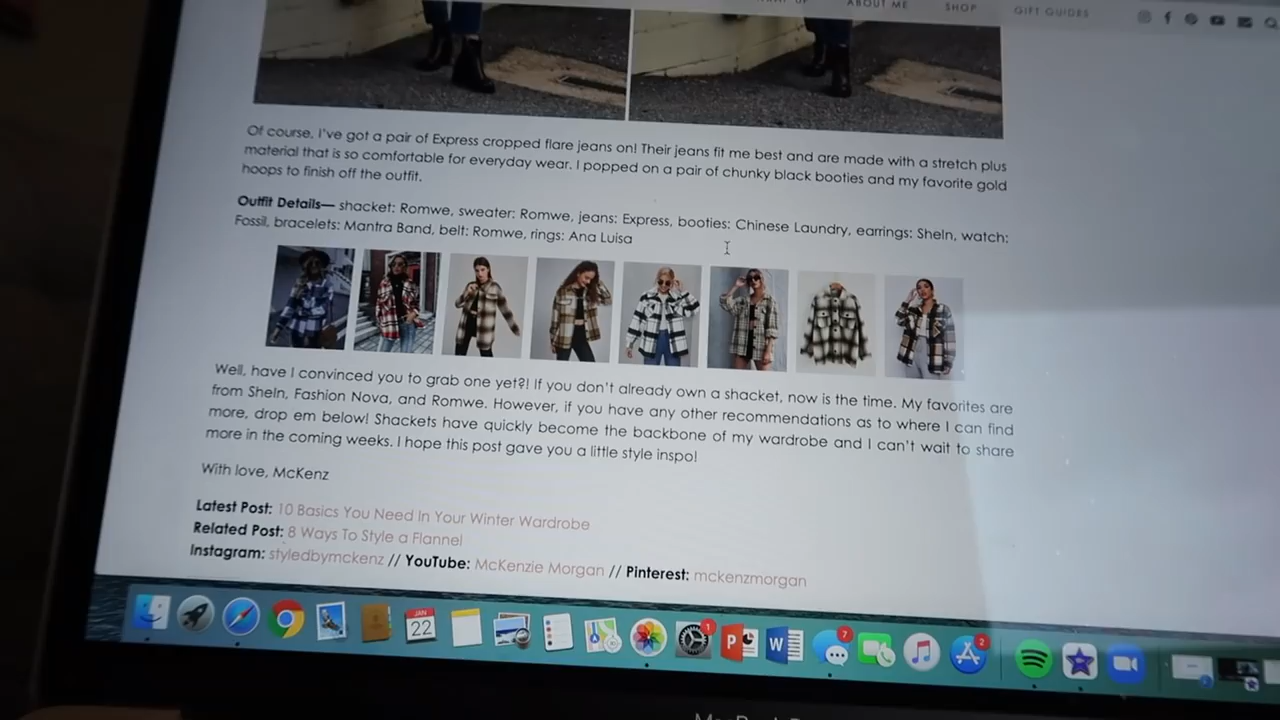 ABOUT ME
SHOP
GIFT GUIDES
Of course, I've got a pair of Express cropped flare jeans on! Their jeans fit me best and are made with a stretch plus
material that is so comfortable for everyday wear. I popped on a pair of chunky black booties and my favorite gold
hoops to finish off the outfit.
Outfit Details— shacket: Romwe, sweater: Romwe, jeans: Express, booties: Chinese Laundry, earrings: SheIn, watch:
Fossil, bracelets: Mantra Band, belt: Romwe, rings: Ana Luisa
Well, have I convinced you to grab one yet?! If you don't already own a shacket, now is the time. My favorites are
from SheIn, Fashion Nova, and Romwe. However, if you have any other recommendations as to where I can find
more, drop em below! Shackets have quickly become the backbone of my wardrobe and I can't wait to share
more in the coming weeks. I hope this post gave you a little style inspo!
With love, McKenz
Latest Post: 10 Basics You Need In Your Winter Wardrobe
Related Post: 8 Ways To Style a Flannel
Instagram: styledbymckenz // YouTube: McKenzie Morgan // Pinterest: mckenzmorgan
JAN
22
1
P
W
7
2